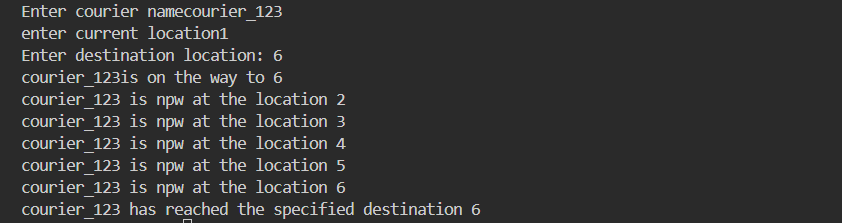 Enter courier namecourier_123
enter current location1
Enter destination location: 6
courier_123is on the way to 6
courier_123 is npw at the location 2
courier_123 is npw at the location 3
courier_123 is npw at the location 4
courier_123 is npw at the location 5
courier_123 is npw at the location 6
courier_123 has reached the specified destination 6